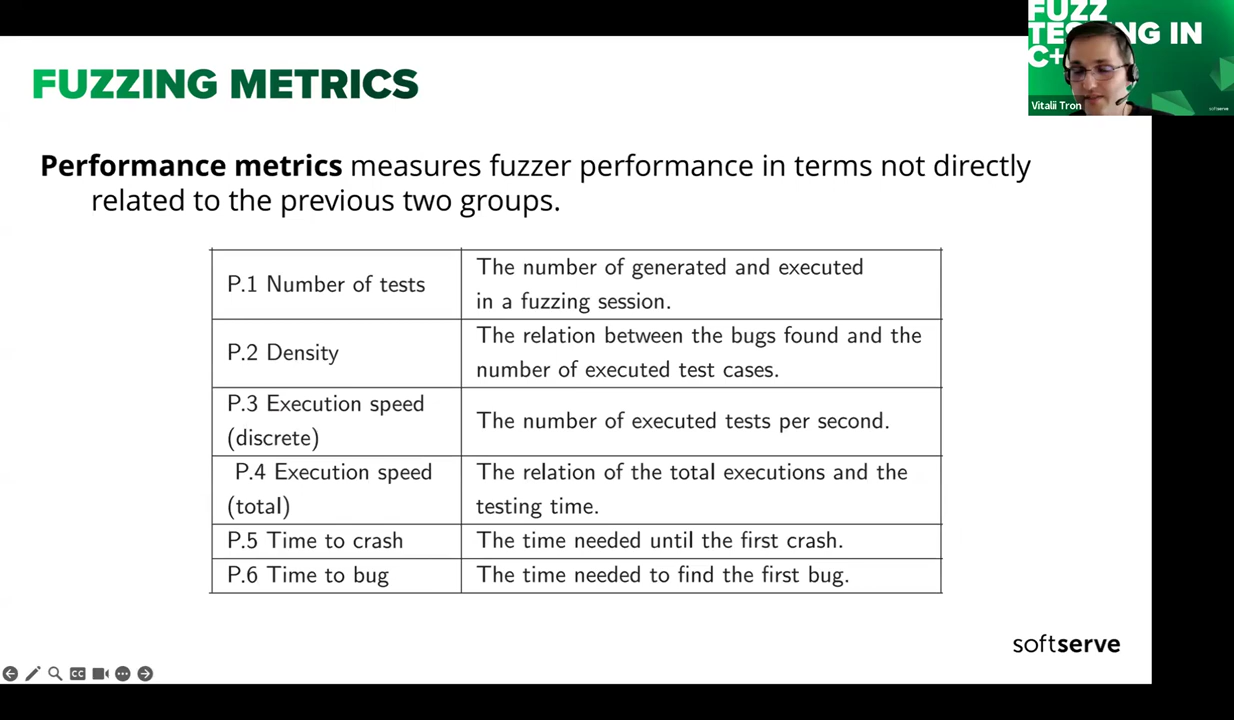 FUZZING METRICS
Performance metrics measures fuzzer performance in terms not directly
related to the previous two groups.
P.1 Number of tests
The number of generated and executed
in a fuzzing session.
P.2 Density
The relation between the bugs found and the
number of executed test cases.
P.3 Execution speed
(discrete)
The number of executed tests per second.
P.4 Execution speed
(total)
The relation of the total executions and the
testing time.
P.5 Time to crash
The time needed until the first crash.
P.6 Time to bug
The time needed to find the first bug.
softserve
FUZZ
TE NG IN
C+
Vitalii Tron
softserve
CC